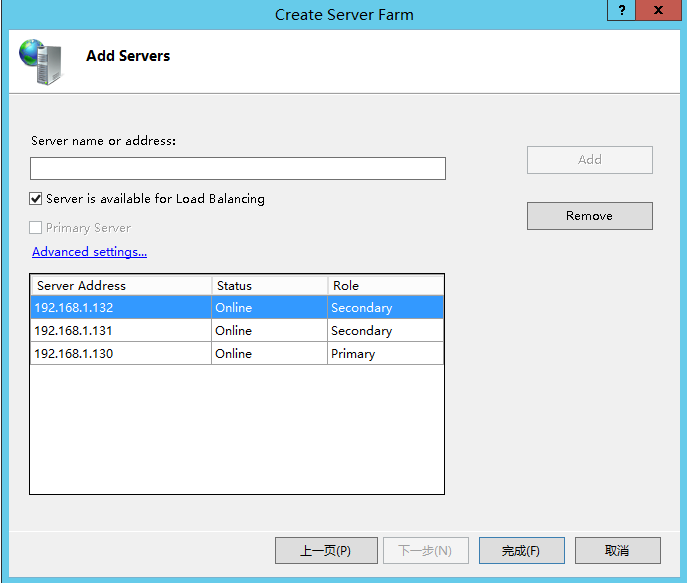 Create Server Farm
?
x
Add Servers
Server name or address:
Add
Server is available for Load Balancing
Primary Server
Remove
Advanced settings...
Server Address Status Role
192.168.1.132 Online Secondary
192.168.1.131 Online Secondary
192.168.1.130 Online Primary
上一页(P) 下一步(N) 完成(F) 取消